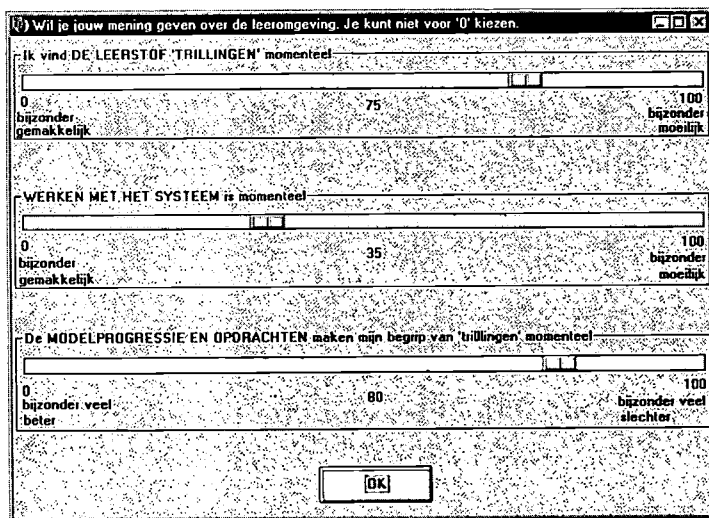 Wil je jouw mening geven over de leeromgeving. Je kunt niet voor '0' kiezen.
Ik vind DE LEERSTOF 'TRILLINGEN' momenteel
0 75 100
bijzonder bijzonder
gemakkelijk moeilijk
WERKEN MET HET SYSTEEM is momenteel
0 35 100
bijzonder bijzonder
gemakkelijk moeilijk
De MODELPROGRESSIE EN OPDRACHTEN maken mijn begrip van 'trillingen' momenteel
0 80 100
bijzonder veel bijzonder veel
beter slechter
OK